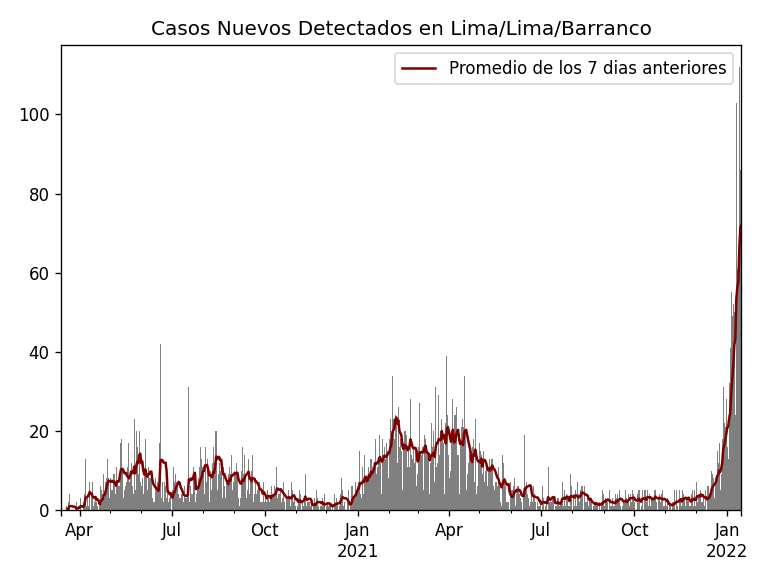 Casos Nuevos Detectados en Lima/Lima/Barranco
Promedio de los 7 dias anteriores
100
80
60
40
20
0
Apr Jul Oct Jan Apr Jul Oct Jan
2021 2022